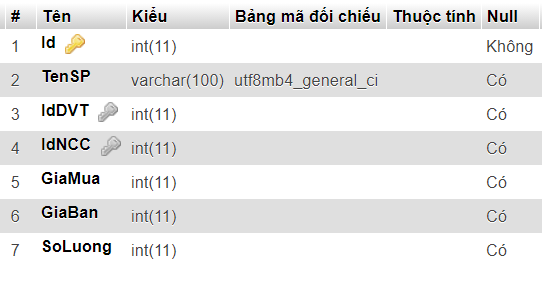 # Tên Kiểu Bảng mã đối chiếu Thuộc tính Null
1 Id int(11) Không
2 TenSP varchar(100) utf8mb4_general_ci Có
3 IdDVT int(11) Có
4 IdNCC int(11) Có
5 GiaMua int(11) Có
6 GiaBan int(11) Có
7 SoLuong int(11) Có